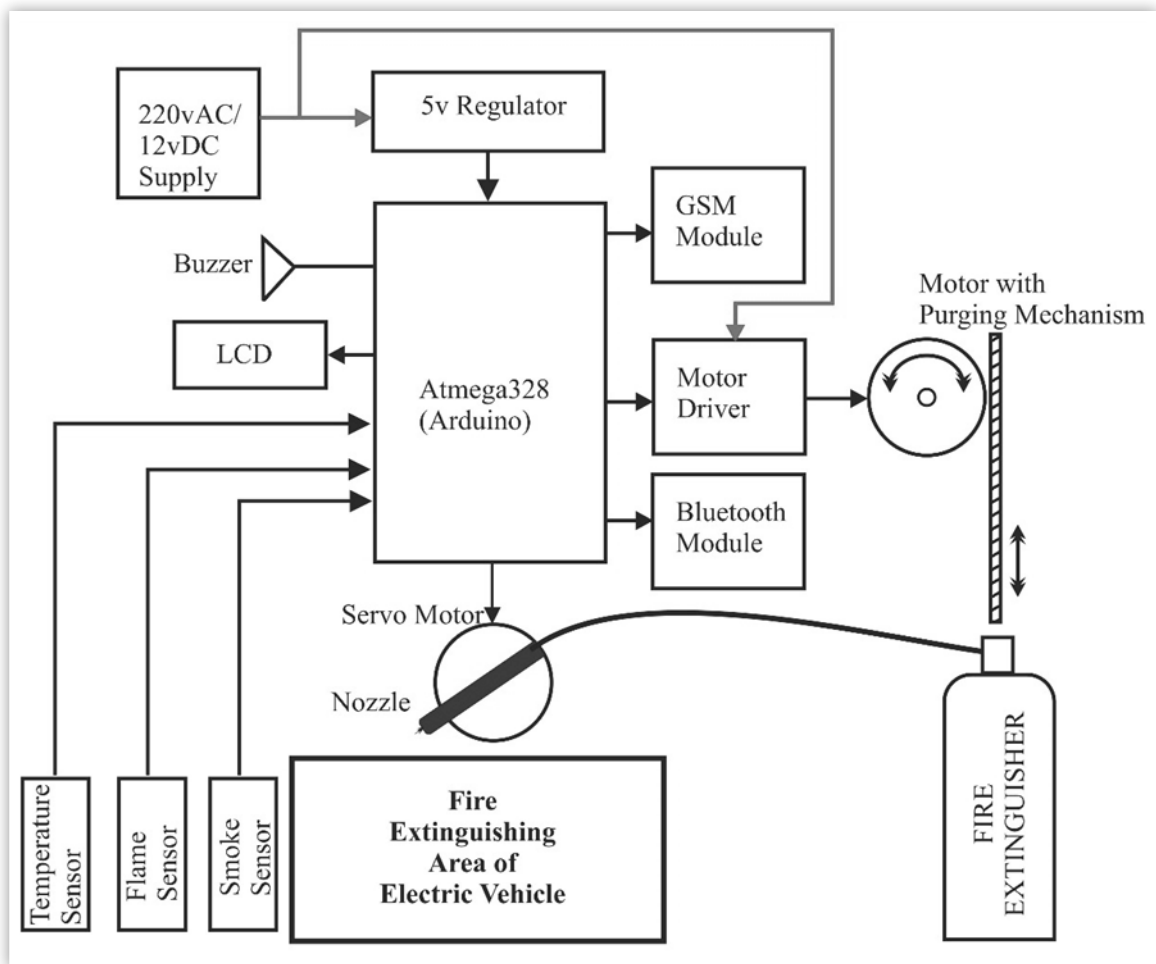 220vAC/
12vDC
Supply
5v Regulator
GSM
Module
Buzzer
LCD
Atmega328
(Arduino)
Motor
Driver
Motor with
Purging Mechanism
Bluetooth
Module
Servo Motor
Nozzle
Temperature
Sensor
Flame
Sensor
Smoke
Sensor
Fire
Extinguishing
Area of
Electric Vehicle
FIRE
EXTINGUISHER